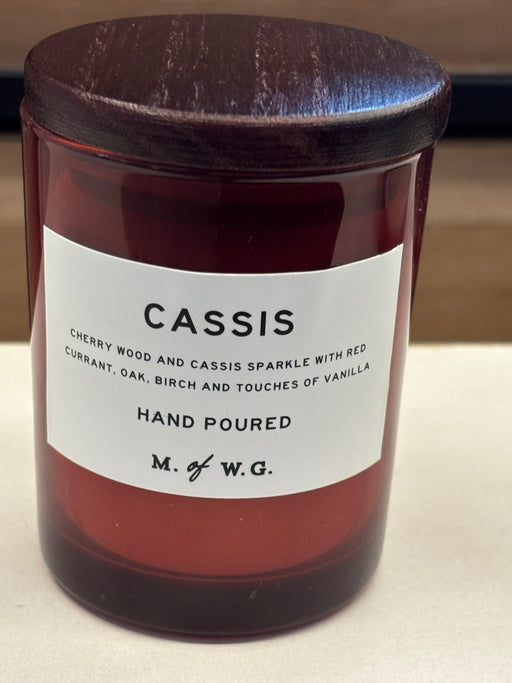 CASSIS
CHERRY WOOD AND CASSIS SPARKLE WITH RED
CURRANT, OAK, BIRCH AND TOUCHES OF VANILLA
HAND POURED
M. of W.G.